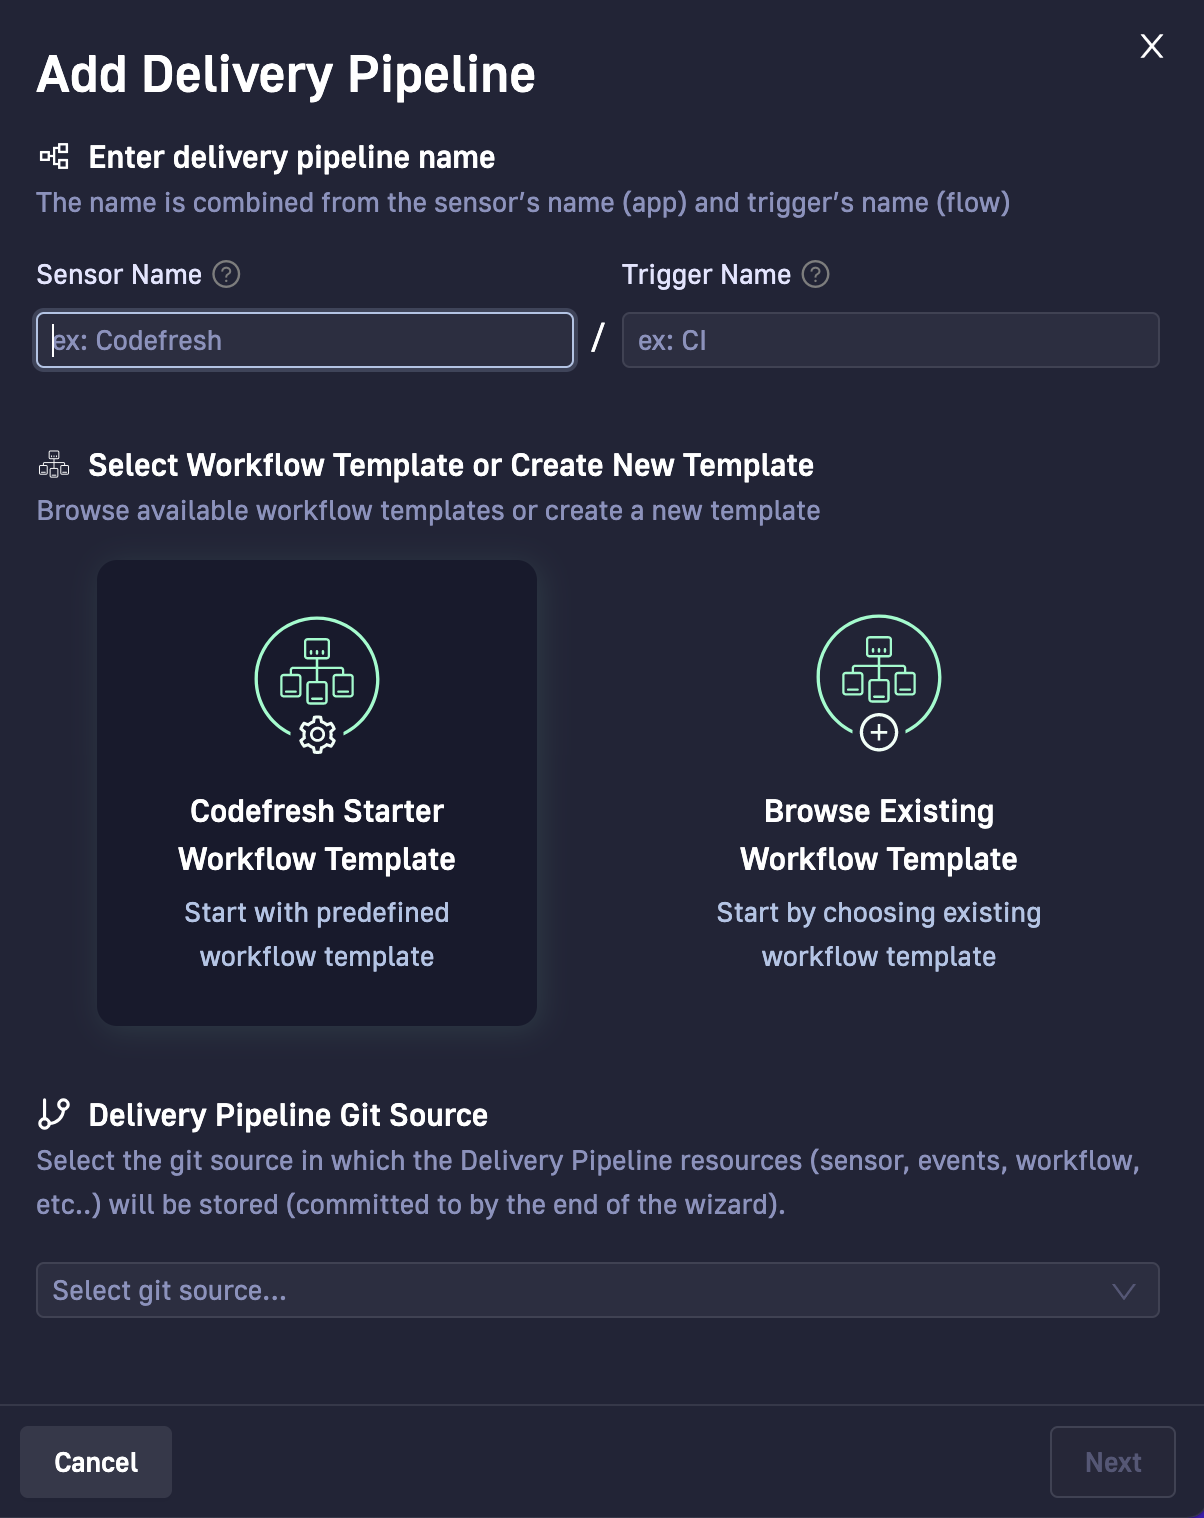 X
Add Delivery Pipeline
Enter delivery pipeline name
The name is combined from the sensor’s name (app) and trigger’s name (flow)
Sensor Name ?
Trigger Name ?
ex: Codefresh
/
ex: CI
Select Workflow Template or Create New Template
Browse available workflow templates or create a new template
Codefresh Starter
Workflow Template
Start with predefined
workflow template
Browse Existing
Workflow Template
Start by choosing existing
workflow template
Delivery Pipeline Git Source
Select the git source in which the Delivery Pipeline resources (sensor, events, workflow,
etc..) will be stored (committed to by the end of the wizard).
Select git source...
Cancel
Next